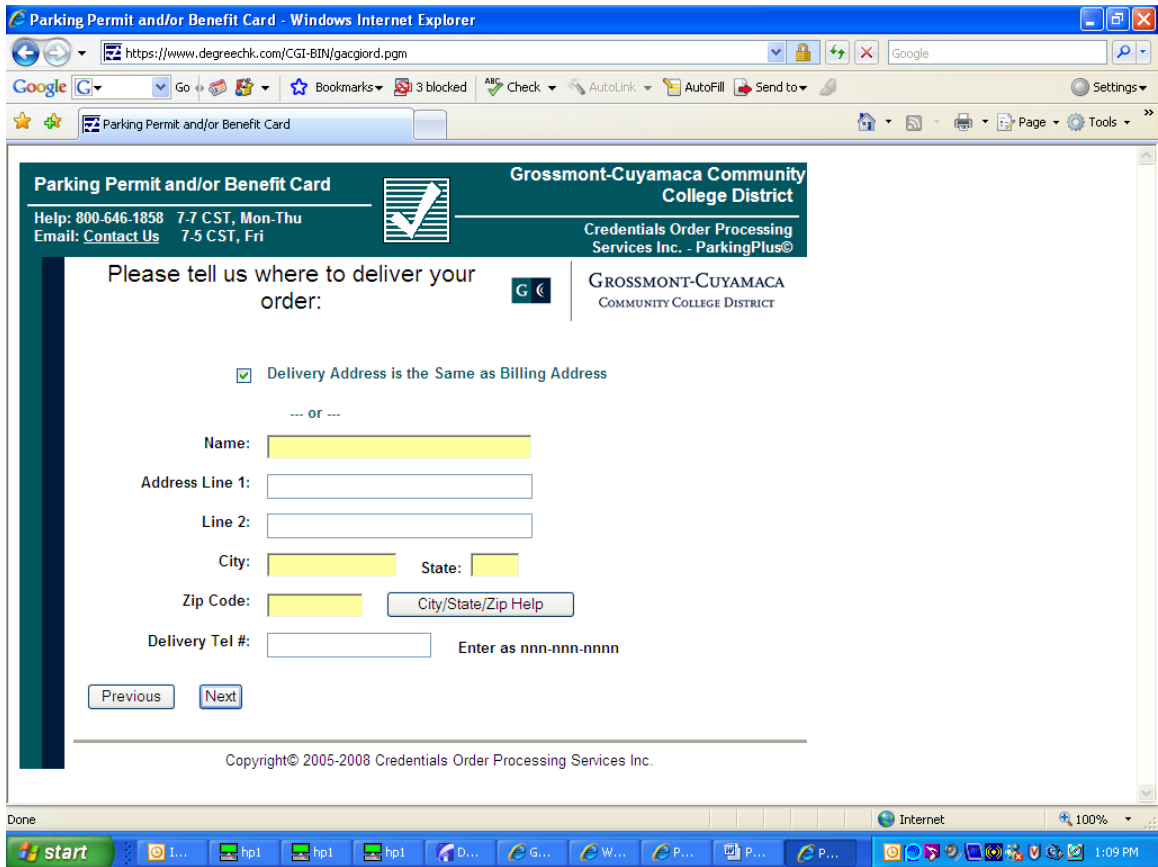 Parking Permit and/or Benefit Card - Windows Internet Explorer
https://www.degreechk.com/CGI-BIN/gacgiord.pgm
Google
Google G Go Bookmarks 3 blocked ABC Check AutoLink AutoFill Send to Settings
Parking Permit and/or Benefit Card
Page Tools »
Parking Permit and/or Benefit Card
Help: 800-646-1858 7-7 CST, Mon-Thu
Email: Contact Us 7-5 CST, Fri
Grossmont-Cuyamaca Community
College District
Credentials Order Processing
Services Inc. - ParkingPlus©
Please tell us where to deliver your
order:
G C
GROSSMONT-CUYAMACA
COMMUNITY COLLEGE DISTRICT
Delivery Address is the Same as Billing Address
--- or ---
Name:
Address Line 1:
Line 2:
City: State:
Zip Code: City/State/Zip Help
Delivery Tel #: Enter as nnn-nnn-nnnn
Previous Next
Copyright© 2005-2008 Credentials Order Processing Services Inc.
Done Internet 100%
start I... hp1 hp1 hp1 D... G... W... P... P... P... 1:09 PM